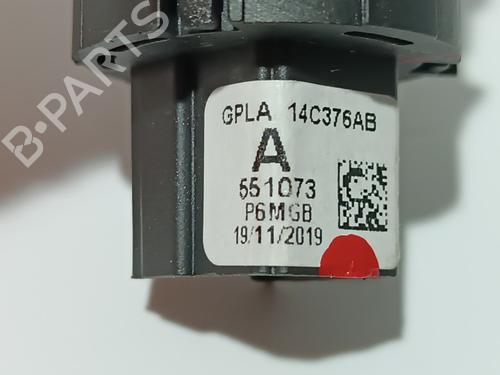 B-PARTS
GPLA 14C376AB
A
551073
P6MGB
19/11/2019